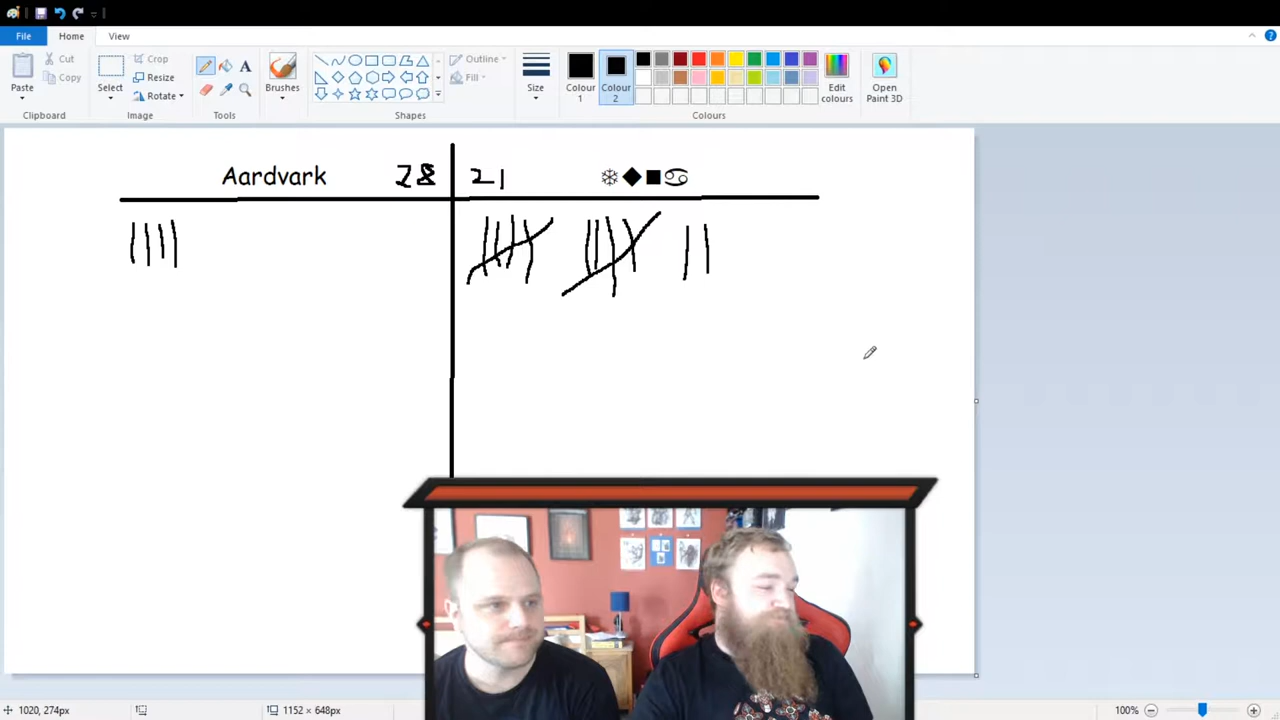 File
Home
View
Paste
Cut
Copy
Clipboard
Select
Crop
Resize
Rotate
Image
A
Tools
Brushes
Shapes
Outline
Fill
Size
Colour 1
Colour 2
Edit colours
Colours
Open Paint 3D
Aardvark 28 21 ❄◆■♋
1020, 274px
1152 × 648px
100%